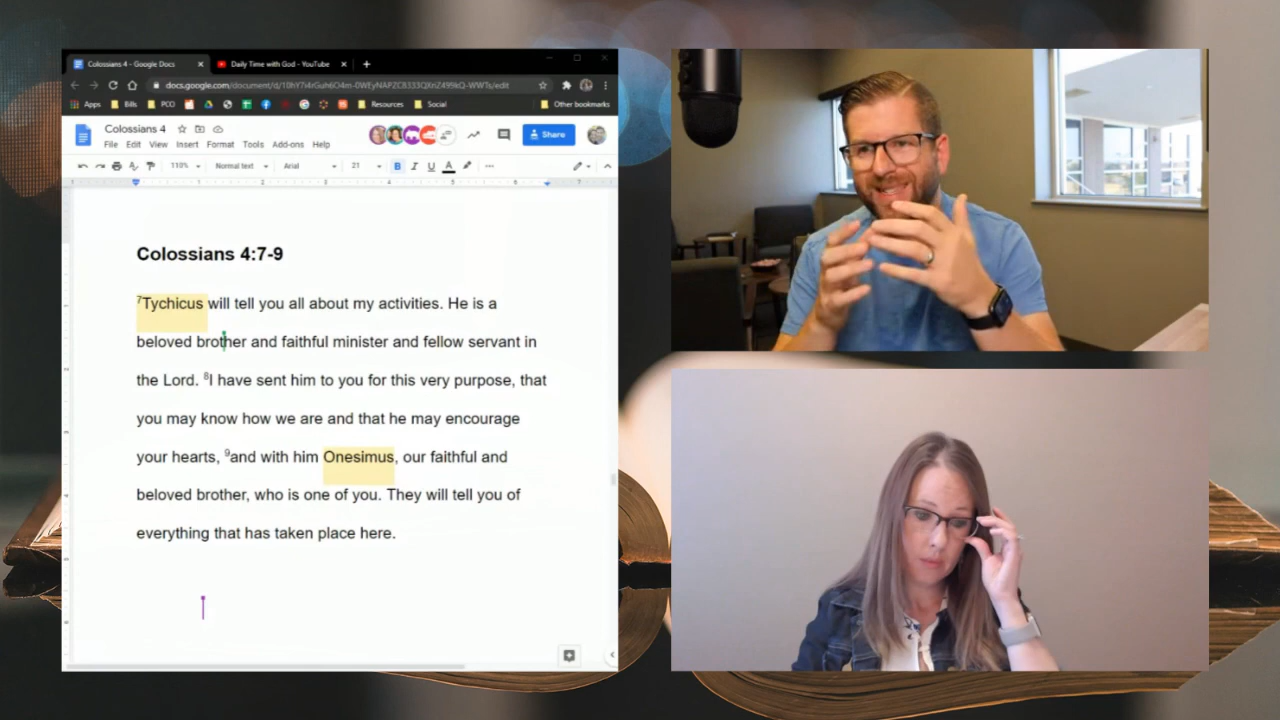 Colossians 4 - Google Docs
Daily Time with God - YouTube
Apps
Bills
PCO
Resources
Social
Other bookmarks
Colossians 4
Share
File Edit View Insert Format Tools Add-ons Help
110% Normal text Arial 21 B I U A
Colossians 4:7-9
7Tychicus will tell you all about my activities. He is a
beloved brother and faithful minister and fellow servant in
the Lord. 8I have sent him to you for this very purpose, that
you may know how we are and that he may encourage
your hearts, 9and with him Onesimus, our faithful and
beloved brother, who is one of you. They will tell you of
everything that has taken place here.